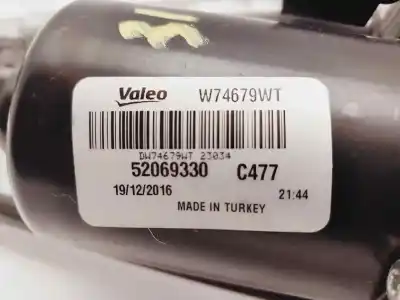 Valeo W74679WT
DW74679WT 23034
52069330 C477
19/12/2016 21:44
MADE IN TURKEY